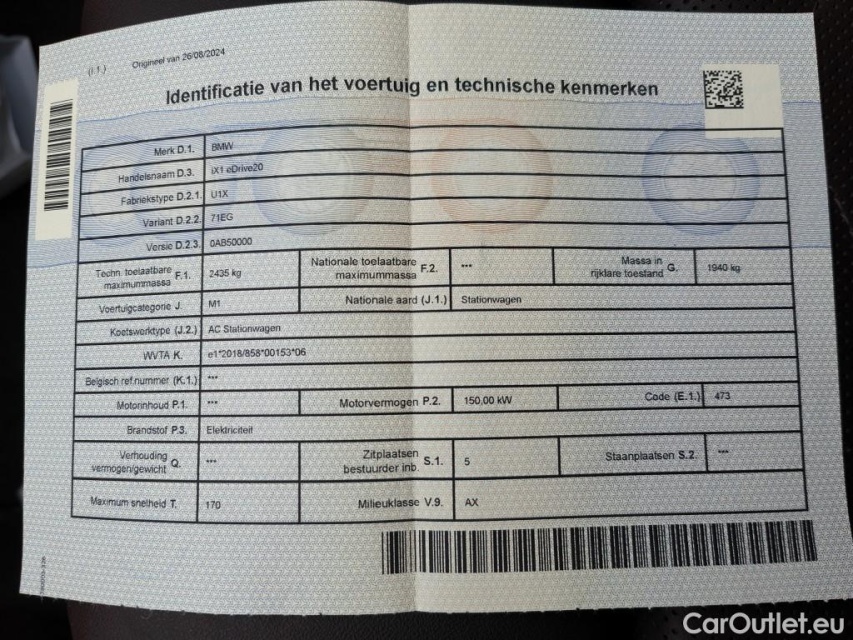 (I.1.) Origineel van 26/08/2024
Identificatie van het voertuig en technische kenmerken
Merk D.1. BMW
Handelsnaam D.3. iX1 eDrive20
Fabriekstype D.2.1. U1X
Variant D.2.2. 71EG
Versie D.2.3. 0AB50000
Techn. toelaatbare maximummassa F.1. 2435 kg Nationale toelaatbare maximummassa F.2. *** Massa in rijklare toestand G. 1940 kg
Voertuigcategorie J. M1 Nationale aard (J.1.) Stationwagen
Koetswerktype (J.2.) AC Stationwagen
WVTA K. e1*2018/858*00153*06
Belgisch ref.nummer (K.1.) ***
Motorinhoud P.1. *** Motorvermogen P.2. 150,00 kW Code (E.1.) 473
Brandstof P.3. Elektriciteit
Verhouding vermogen/gewicht Q. *** Zitplaatsen bestuurder inb. S.1. 5 Staanplaatsen S.2. ***
Maximum snelheid T. 170 Milieuklasse V.9. AX
CarOutlet.eu